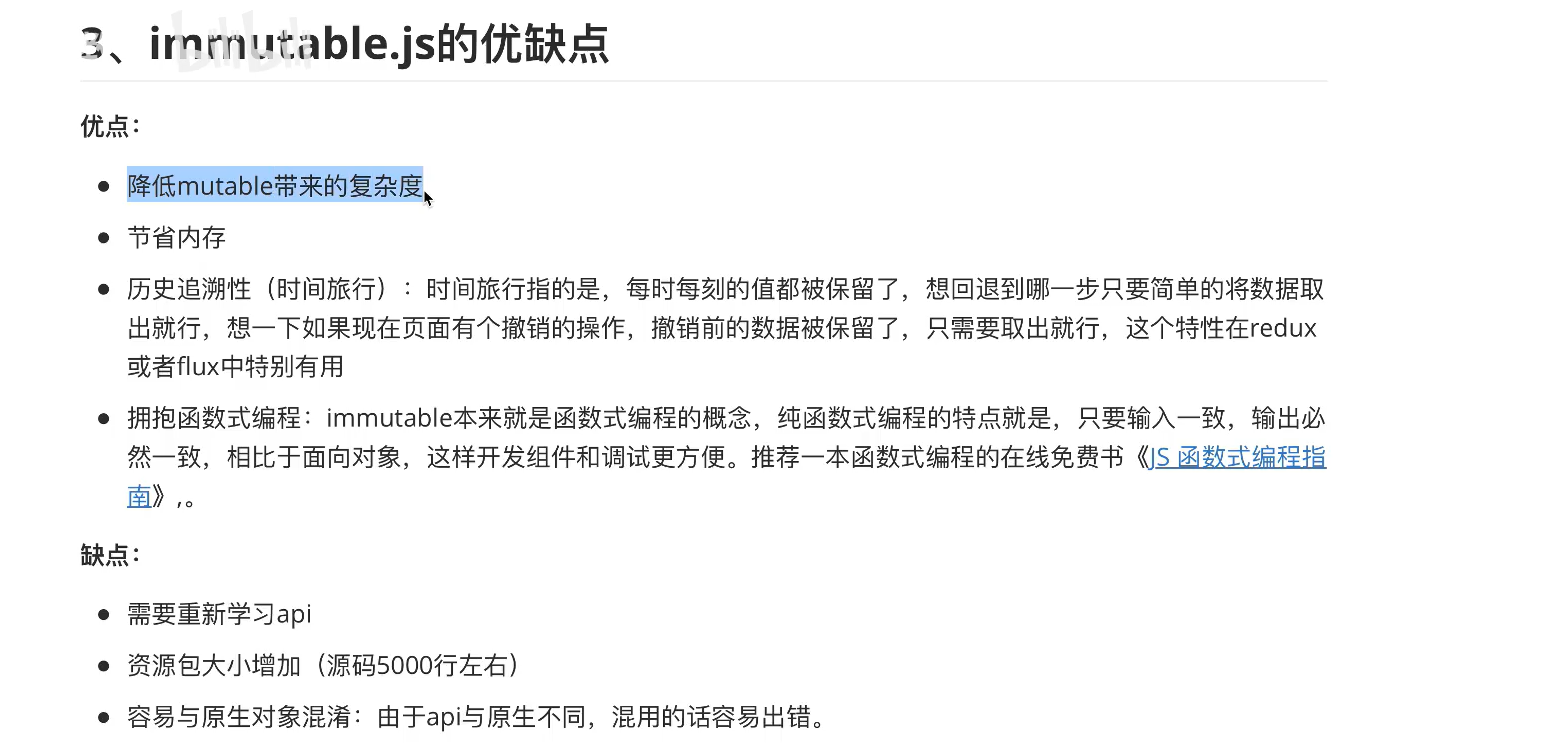 3、immutable.js的优缺点
bilibili
优点：
降低mutable带来的复杂度
节省内存
历史追溯性（时间旅行）：时间旅行指的是，每时每刻的值都被保留了，想回退到哪一步只要简单的将数据取
出就行，想一下如果现在页面有个撤销的操作，撤销前的数据被保留了，只需要取出就行，这个特性在redux
或者flux中特别有用
拥抱函数式编程：immutable本来就是函数式编程的概念，纯函数式编程的特点就是，只要输入一致，输出必
然一致，相比于面向对象，这样开发组件和调试更方便。推荐一本函数式编程的在线免费书《JS 函数式编程指
南》,。
缺点：
需要重新学习api
资源包大小增加（源码5000行左右）
容易与原生对象混淆：由于api与原生不同，混用的话容易出错。